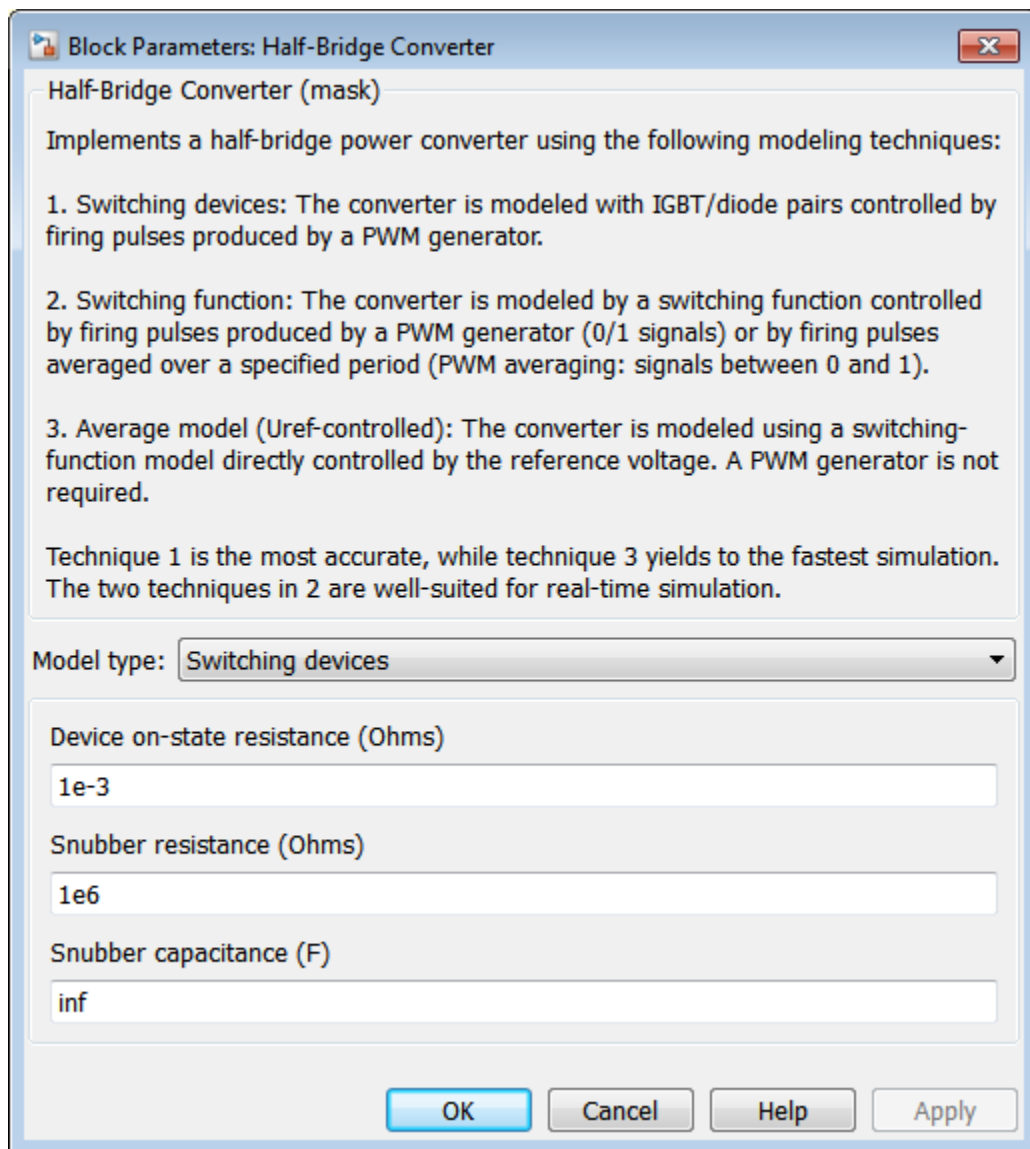 Block Parameters: Half-Bridge Converter
Half-Bridge Converter (mask)
Implements a half-bridge power converter using the following modeling techniques:
1. Switching devices: The converter is modeled with IGBT/diode pairs controlled by
firing pulses produced by a PWM generator.
2. Switching function: The converter is modeled by a switching function controlled
by firing pulses produced by a PWM generator (0/1 signals) or by firing pulses
averaged over a specified period (PWM averaging: signals between 0 and 1).
3. Average model (Uref-controlled): The converter is modeled using a switching-
function model directly controlled by the reference voltage. A PWM generator is not
required.
Technique 1 is the most accurate, while technique 3 yields to the fastest simulation.
The two techniques in 2 are well-suited for real-time simulation.
Model type: Switching devices
Device on-state resistance (Ohms)
1e-3
Snubber resistance (Ohms)
1e6
Snubber capacitance (F)
inf
OK Cancel Help Apply